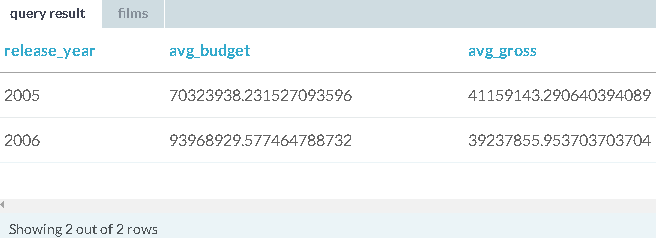 query result films
release_year avg_budget avg_gross
2005 70323938.231527093596 41159143.290640394089
2006 93968929.577464788732 39237855.953703703704
Showing 2 out of 2 rows